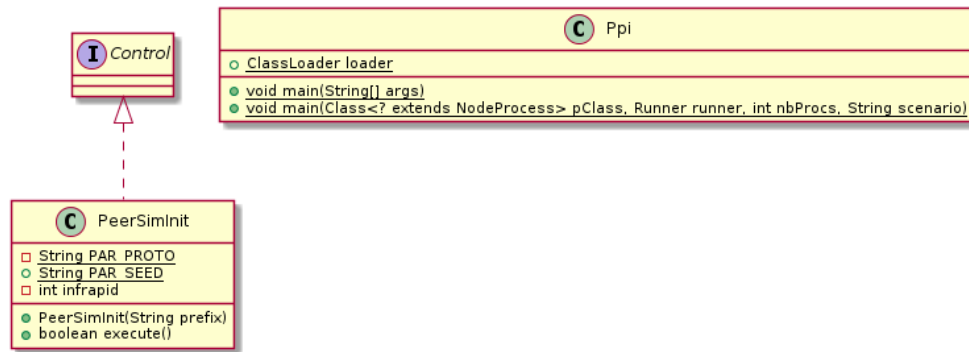 I Control
C Ppi
ClassLoader loader
void main(String[] args)
void main(Class<? extends NodeProcess> pClass, Runner runner, int nbProcs, String scenario)
C PeerSimInit
String PAR_PROTO
String PAR_SEED
int infrapid
PeerSimInit(String prefix)
boolean execute()